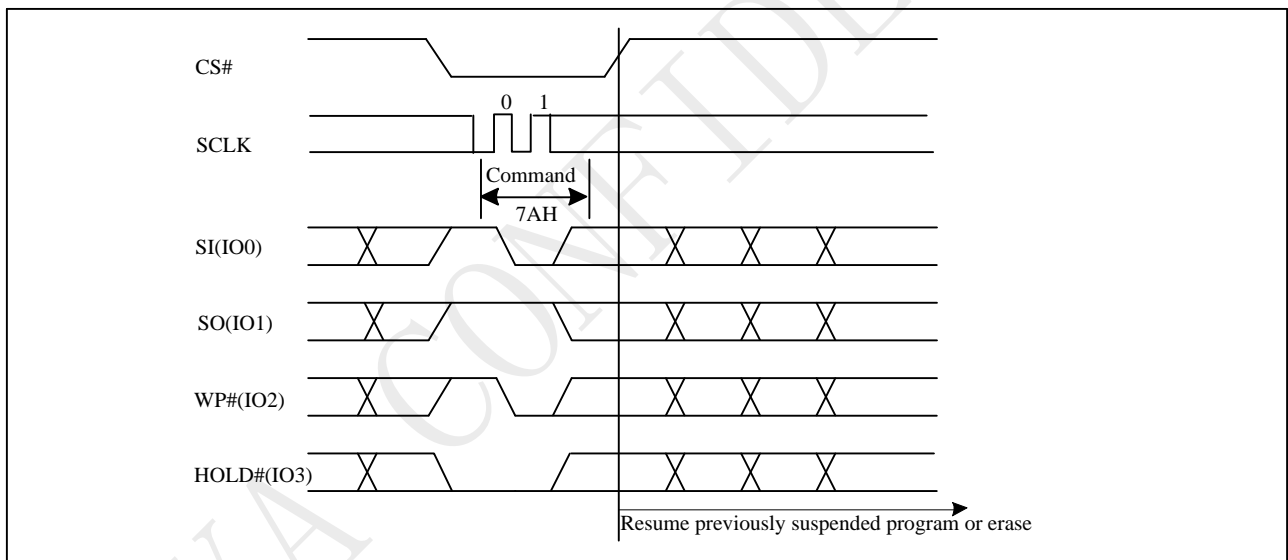 CS#
0 1
SCLK
Command
7AH
SI(IO0)
SO(IO1)
WP#(IO2)
HOLD#(IO3)
Resume previously suspended program or erase